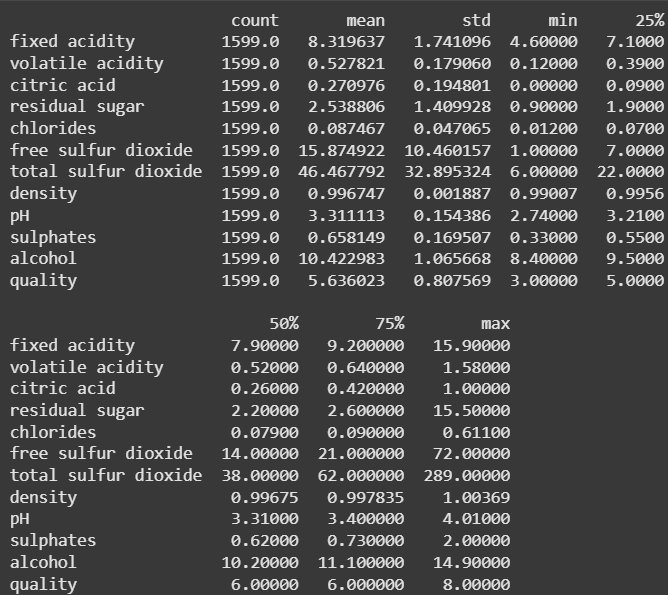 count mean std min 25%
fixed acidity 1599.0 8.319637 1.741096 4.60000 7.1000
volatile acidity 1599.0 0.527821 0.179060 0.12000 0.3900
citric acid 1599.0 0.270976 0.194801 0.00000 0.0900
residual sugar 1599.0 2.538806 1.409928 0.90000 1.9000
chlorides 1599.0 0.087467 0.047065 0.01200 0.0700
free sulfur dioxide 1599.0 15.874922 10.460157 1.00000 7.0000
total sulfur dioxide 1599.0 46.467792 32.895324 6.00000 22.0000
density 1599.0 0.996747 0.001887 0.99007 0.9956
pH 1599.0 3.311113 0.154386 2.74000 3.2100
sulphates 1599.0 0.658149 0.169507 0.33000 0.5500
alcohol 1599.0 10.422983 1.065668 8.40000 9.5000
quality 1599.0 5.636023 0.807569 3.00000 5.0000
50% 75% max
fixed acidity 7.90000 9.200000 15.90000
volatile acidity 0.52000 0.640000 1.58000
citric acid 0.26000 0.420000 1.00000
residual sugar 2.20000 2.600000 15.50000
chlorides 0.07900 0.090000 0.61100
free sulfur dioxide 14.00000 21.000000 72.00000
total sulfur dioxide 38.00000 62.000000 289.00000
density 0.99675 0.997835 1.00369
pH 3.31000 3.400000 4.01000
sulphates 0.62000 0.730000 2.00000
alcohol 10.20000 11.100000 14.90000
quality 6.00000 6.000000 8.00000